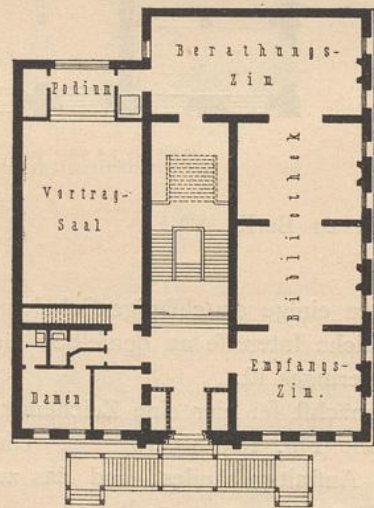 Berathungs-
Zim
Podium
Vortrag-
Saal
Bibliothek
Empfangs-
Zim.
Damen